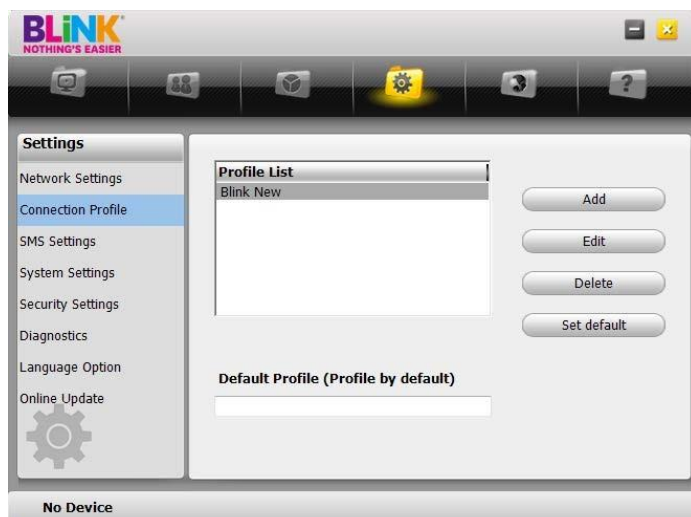 BLiNK
NOTHING'S EASIER
?
Settings
Network Settings
Connection Profile
SMS Settings
System Settings
Security Settings
Diagnostics
Language Option
Online Update
Profile List
Blink New
Add
Edit
Delete
Set default
Default Profile (Profile by default)
No Device